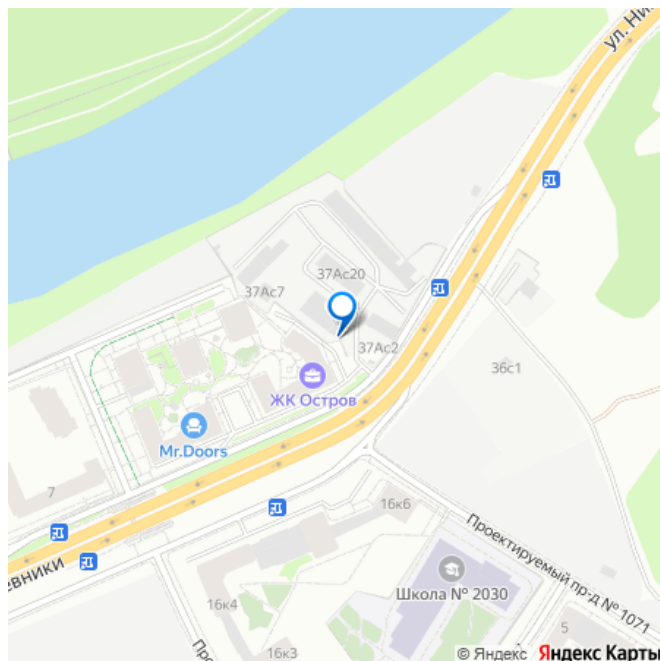 ул. Ни
37Ас20
37Ас7
37Ас2
36с1
ЖК Остров
Mr.Doors
7
16к6
евники
Проектируемый пр-д № 1071
Школа № 2030
16к4
5
16к3
Про
© Яндекс Яндекс Карты